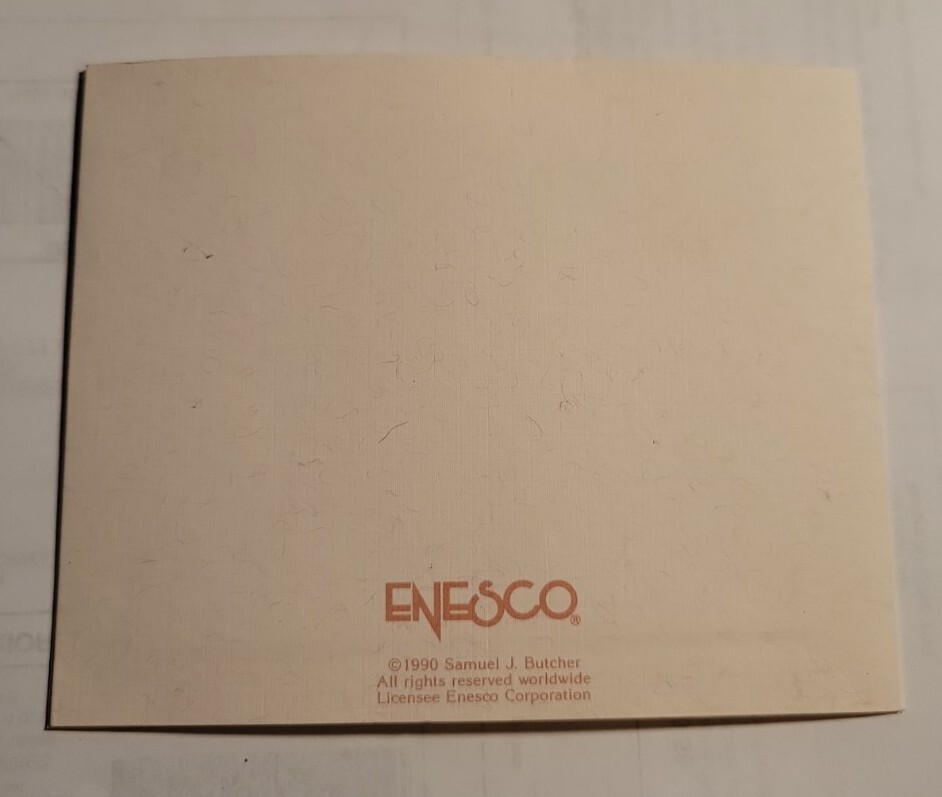 ENESCO®
©1990 Samuel J. Butcher
All rights reserved worldwide
Licensee Enesco Corporation